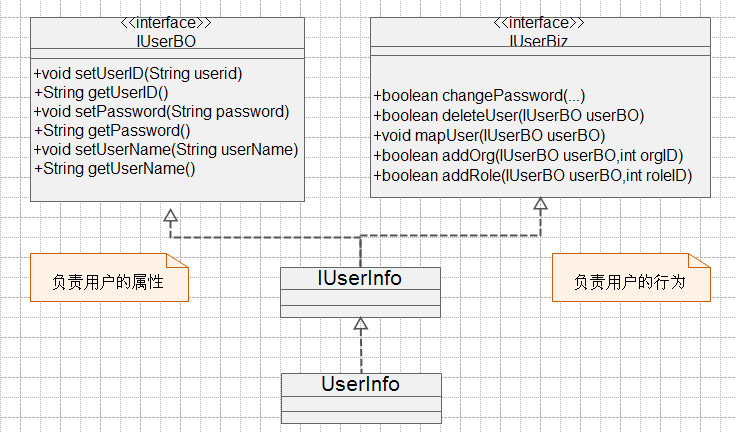 <<interface>>
IUserBO
+void setUserID(String userid)
+String getUserID()
+void setPassword(String password)
+String getPassword()
+void setUserName(String userName)
+String getUserName()
<<interface>>
IUserBiz
+boolean changePassword(...)
+boolean deleteUser(IUserBO userBO)
+void mapUser(IUserBO userBO)
+boolean addOrg(IUserBO userBO,int orgID)
+boolean addRole(IUserBO userBO,int roleID)
负责用户的属性
IUserInfo
负责用户的行为
UserInfo